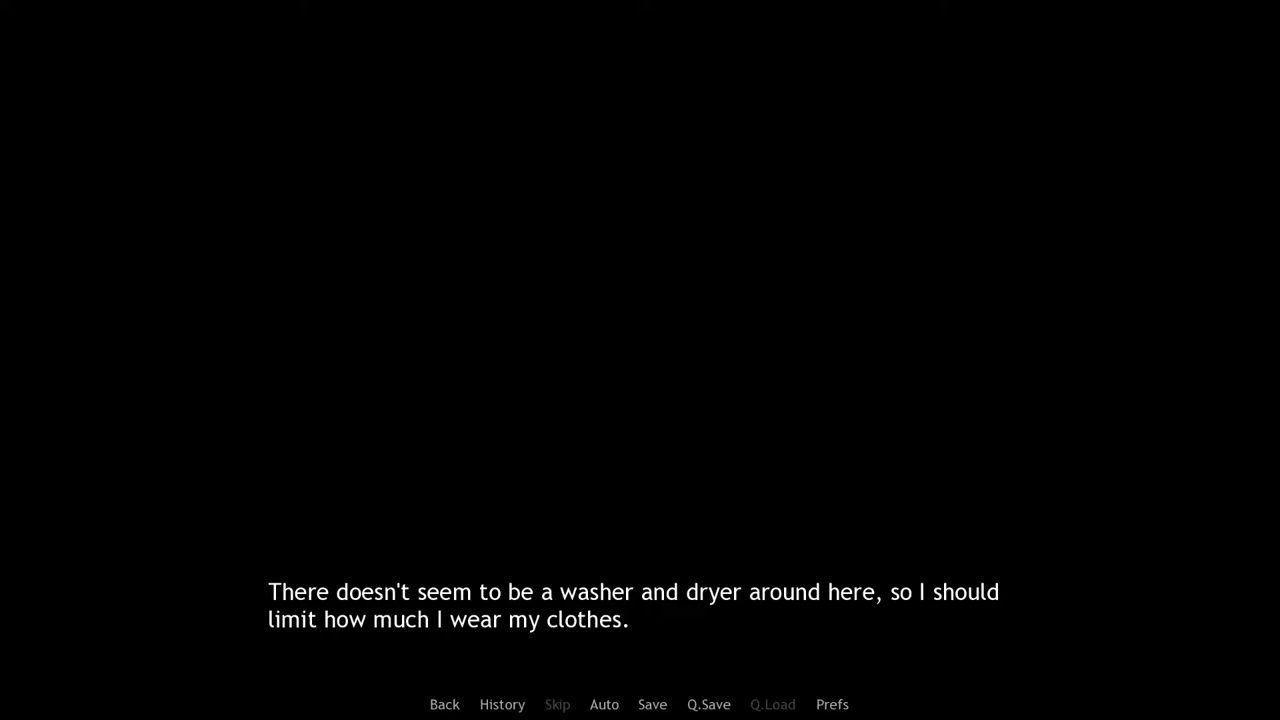 There doesn't seem to be a washer and dryer around here, so I should
limit how much I wear my clothes.
Back History Skip Auto Save Q.Save Q.Load Prefs